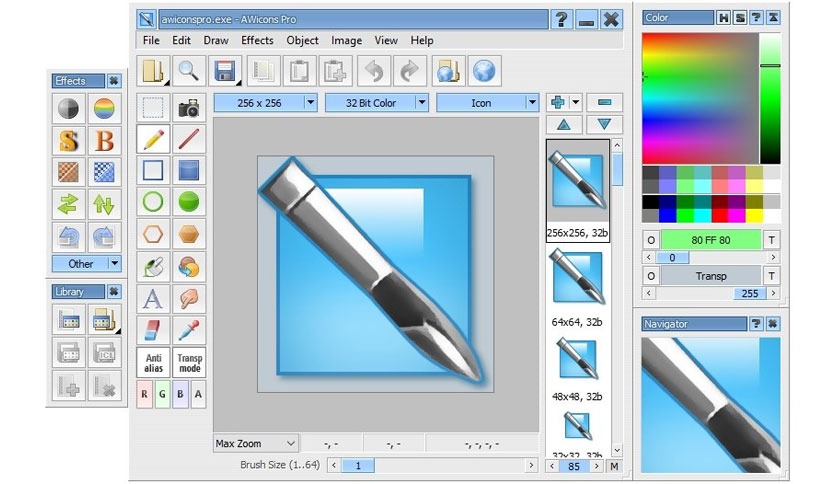 awiconspro.exe - AWicons Pro
File Edit Draw Effects Object Image View Help
Effects
S B
Other
Library
ICL
256 x 256 32 Bit Color Icon
A
Anti alias
Transp mode
R G B A
256x256, 32b
64x64, 32b
48x48, 32b
32x32, 32b
Max Zoom -, - -, - -, -, -, -
Brush Size (1..64) 1
85 M
Color H S ?
O 80 FF 80 T
0
O Transp T
255
Navigator ?